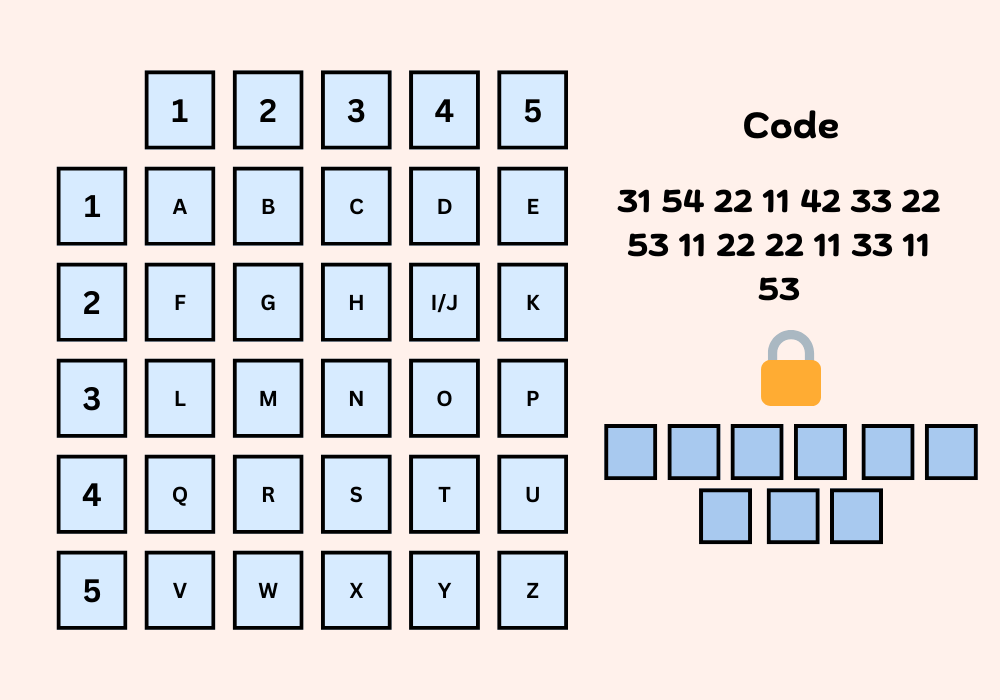 1 2 3 4 5
1 A B C D E
2 F G H I/J K
3 L M N O P
4 Q R S T U
5 V W X Y Z
Code
31 54 22 11 42 33 22
53 11 22 22 11 33 11
53